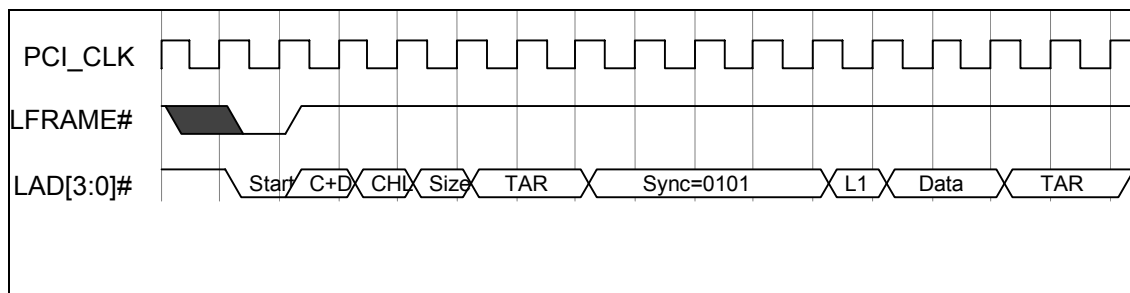 PCI_CLK
LFRAME#
LAD[3:0]# Start C+D CHL Size TAR Sync=0101 L1 Data TAR